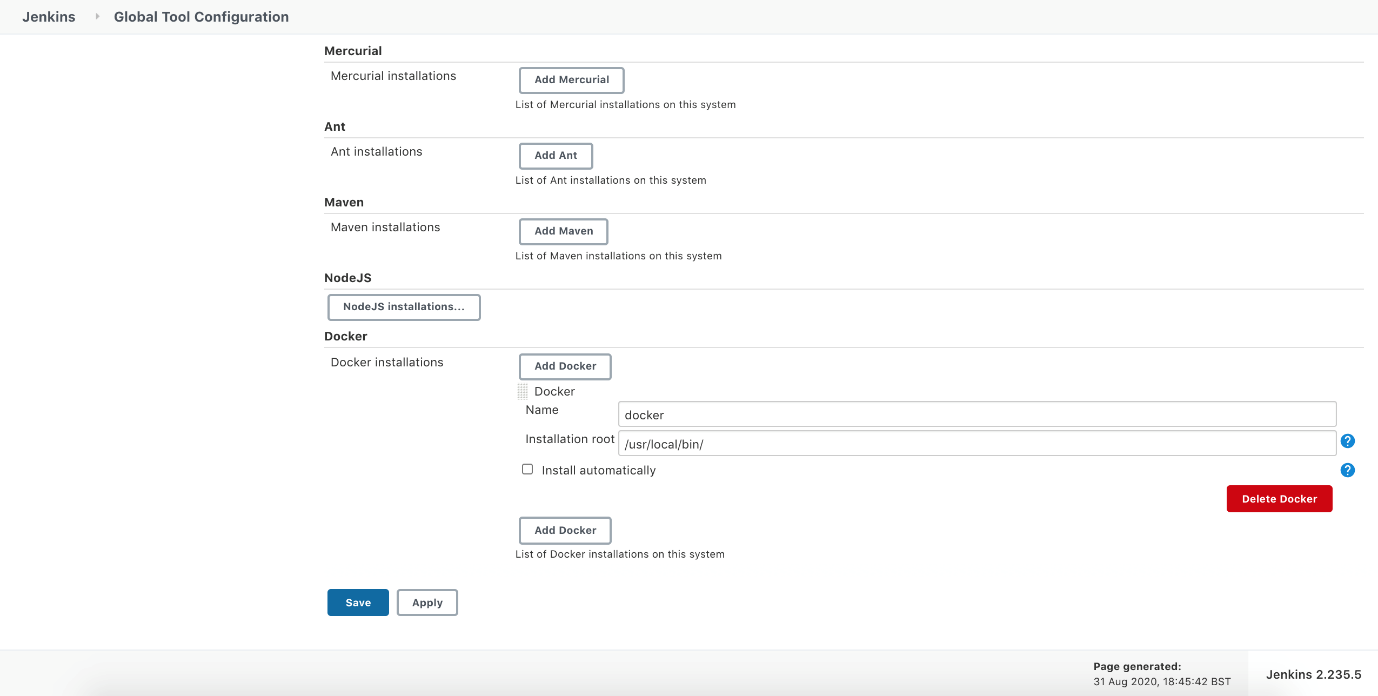 Jenkins Global Tool Configuration
Mercurial
Mercurial installations
Add Mercurial
List of Mercurial installations on this system
Ant
Ant installations
Add Ant
List of Ant installations on this system
Maven
Maven installations
Add Maven
List of Maven installations on this system
NodeJS
NodeJS installations...
Docker
Docker installations
Add Docker
Docker
Name
docker
Installation root
/usr/local/bin/
?
Install automatically
?
Delete Docker
Add Docker
List of Docker installations on this system
Save
Apply
Page generated:
31 Aug 2020, 18:45:42 BST
Jenkins 2.235.5